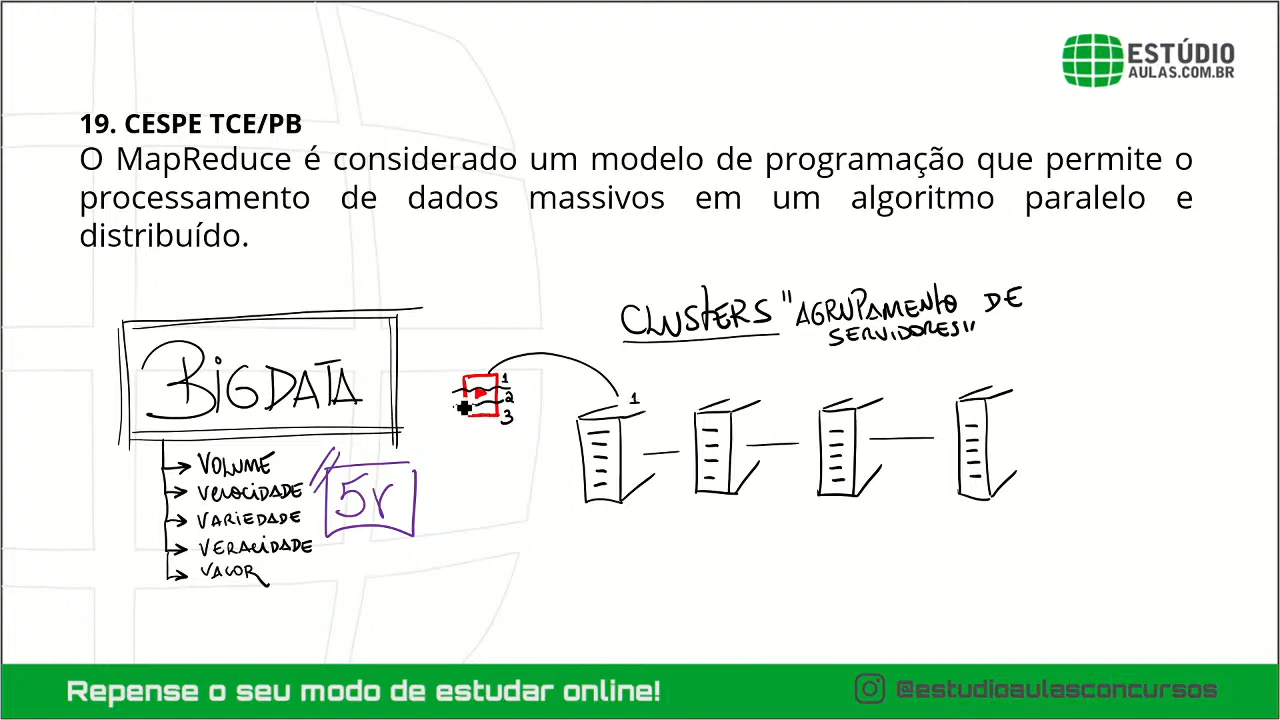 ESTÚDIO
AULAS.COM.BR
19. CESPE TCE/PB
O MapReduce é considerado um modelo de programação que permite o
processamento de dados massivos em um algoritmo paralelo e
distribuído.
CLUSTERS "AGRUPAMENTO DE
SERVIDORES"
BIGDATA
1
2
3
1
VOLUME
VELOCIDADE
VARIEDADE
VERACIDADE
VALOR
5V
Repense o seu modo de estudar online!
@estudioaulasconcursos